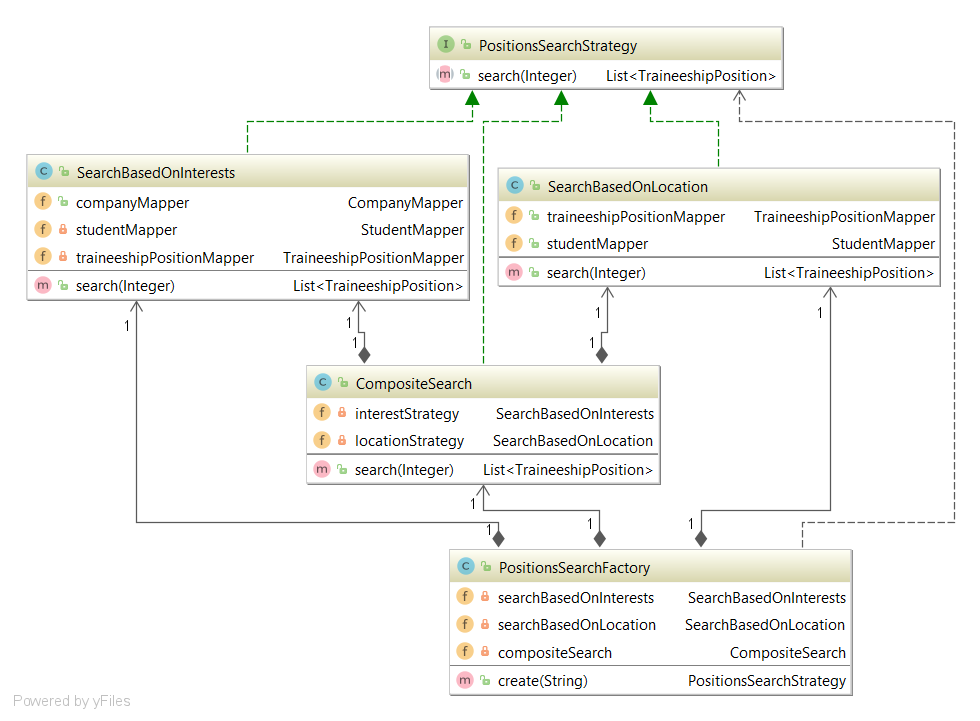 I PositionsSearchStrategy
m search(Integer) List<TraineeshipPosition>
C SearchBasedOnInterests
f companyMapper CompanyMapper
f studentMapper StudentMapper
f traineeshipPositionMapper TraineeshipPositionMapper
m search(Integer) List<TraineeshipPosition>
C SearchBasedOnLocation
f traineeshipPositionMapper TraineeshipPositionMapper
f studentMapper StudentMapper
m search(Integer) List<TraineeshipPosition>
1 1 1 1
1 1
C CompositeSearch
f interestStrategy SearchBasedOnInterests
f locationStrategy SearchBasedOnLocation
m search(Integer) List<TraineeshipPosition>
1
1 1 1
C PositionsSearchFactory
f searchBasedOnInterests SearchBasedOnInterests
f searchBasedOnLocation SearchBasedOnLocation
f compositeSearch CompositeSearch
m create(String) PositionsSearchStrategy
Powered by yFiles